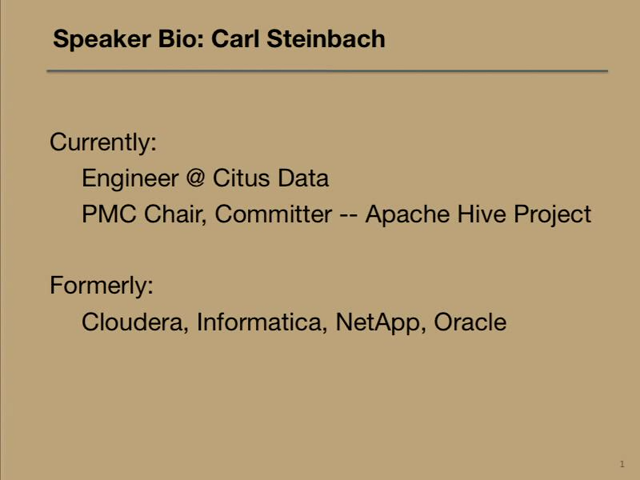 Speaker Bio: Carl Steinbach
Currently:
Engineer @ Citus Data
PMC Chair, Committer -- Apache Hive Project
Formerly:
Cloudera, Informatica, NetApp, Oracle
1